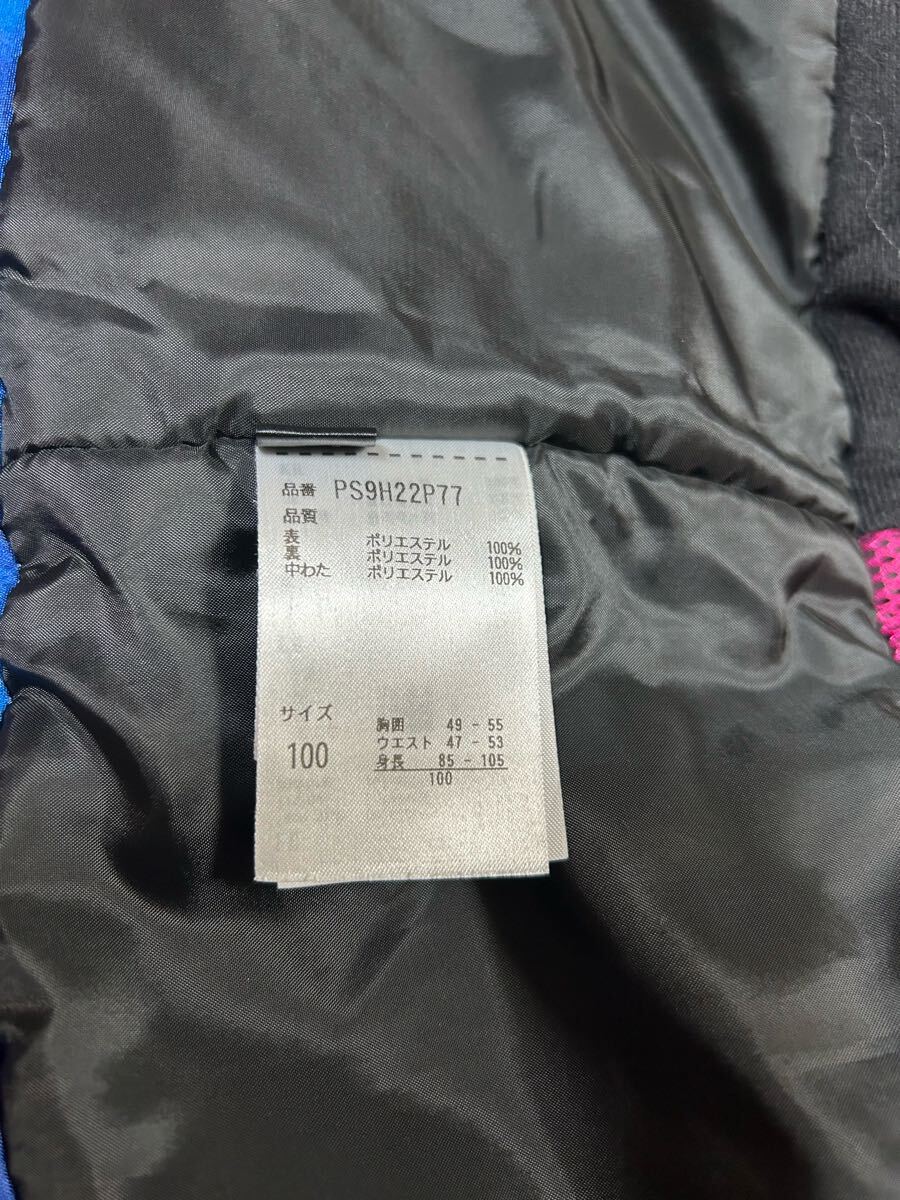 品番 PS9H22P77
品質
表 ポリエステル 100%
裏 ポリエステル 100%
中わた ポリエステル 100%
サイズ
100
胸囲 49 - 55
ウエスト 47 - 53
身長 85 - 105
100